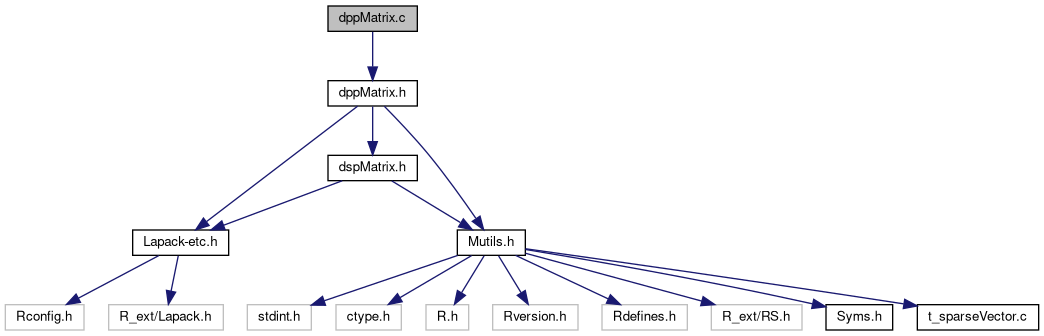 dppMatrix.c
dppMatrix.h
dspMatrix.h
Lapack-etc.h
Mutils.h
Rconfig.h
R_ext/Lapack.h
stdint.h
ctype.h
R.h
Rversion.h
Rdefines.h
R_ext/RS.h
Syms.h
t_sparseVector.c